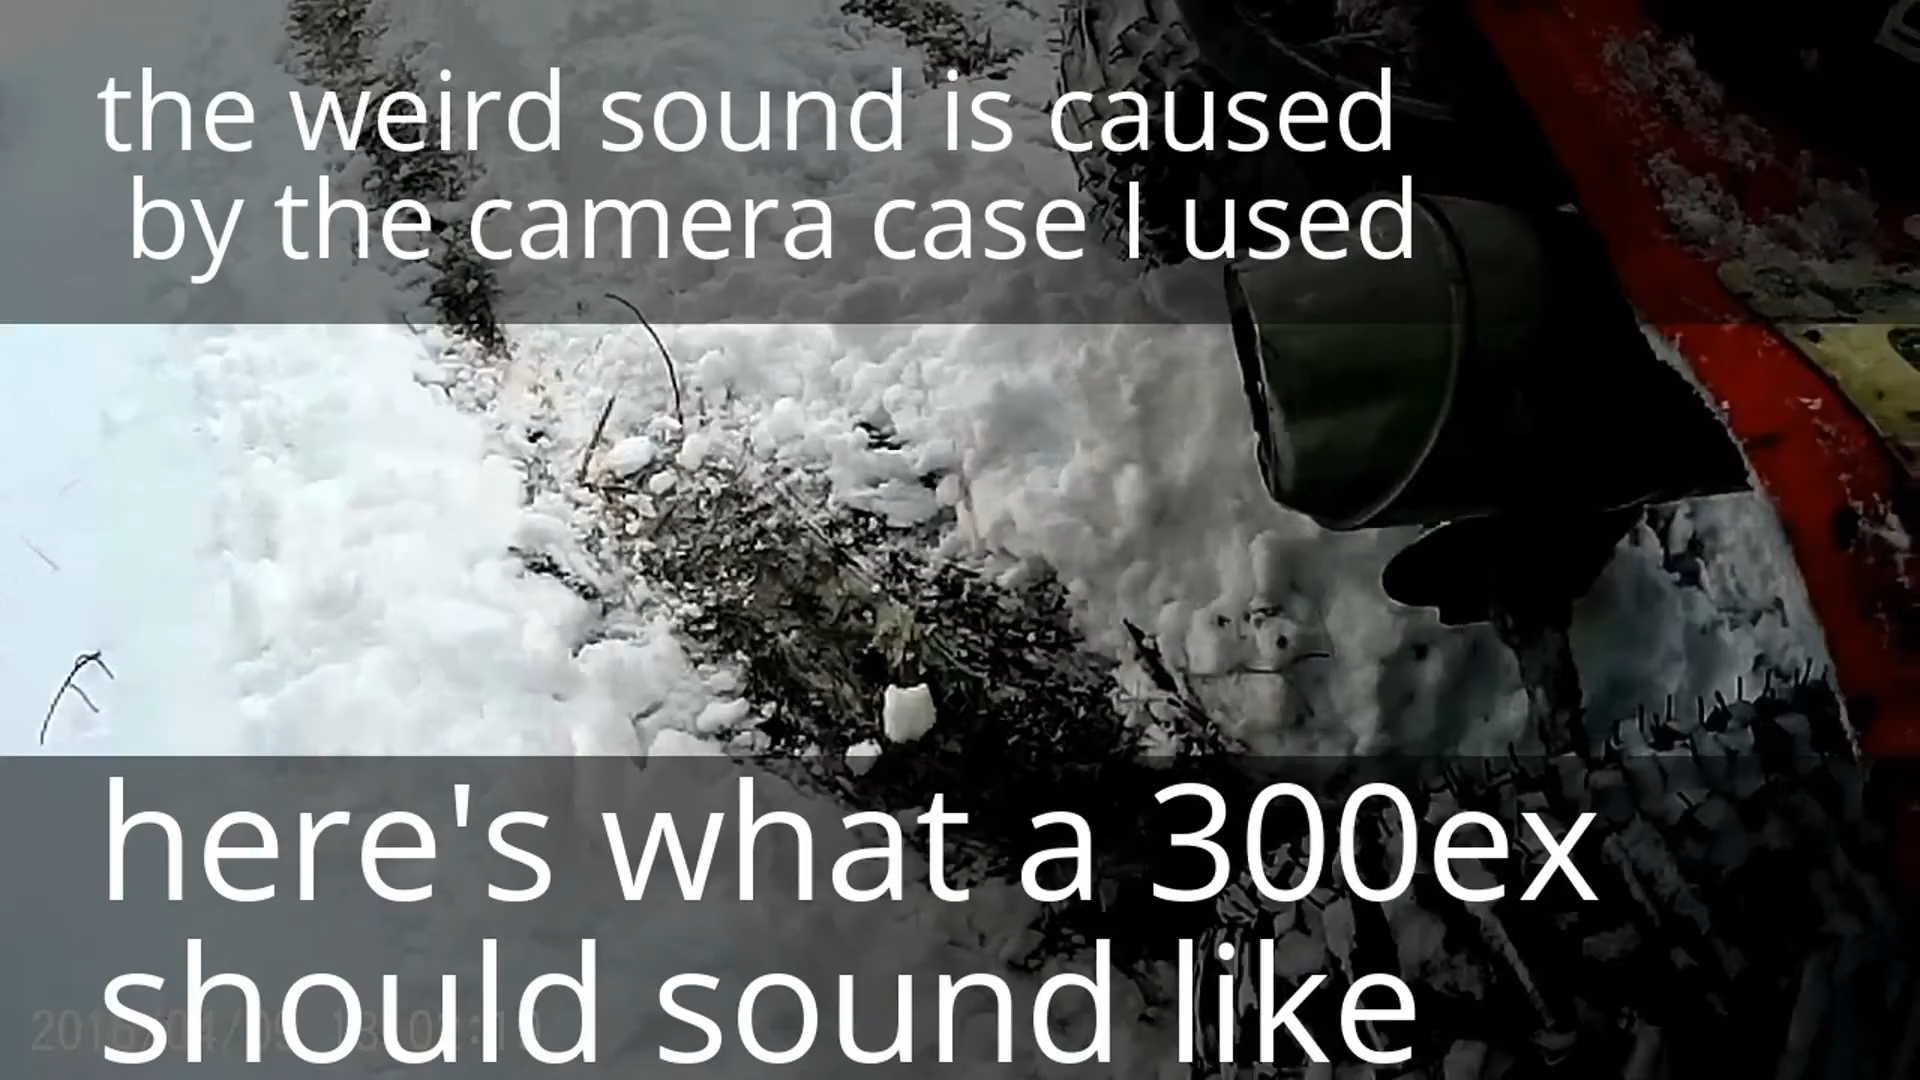 the weird sound is caused
by the camera case I used
here's what a 300ex
should sound like